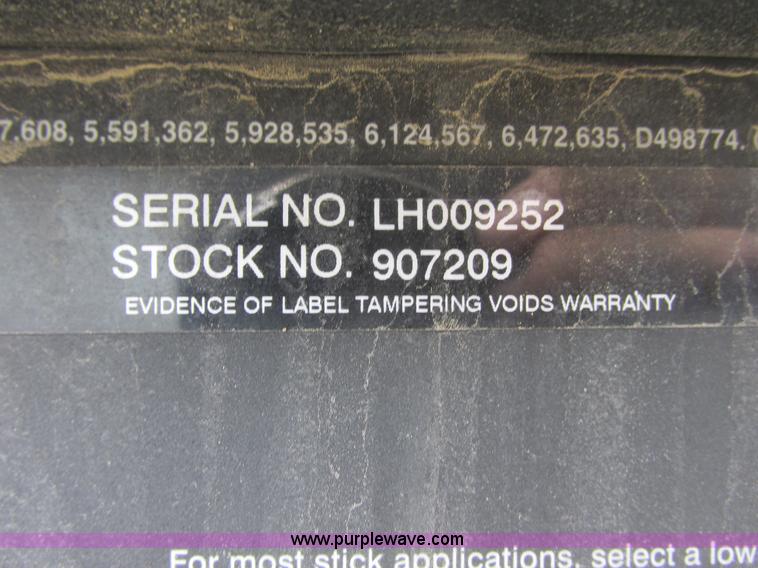 7,608, 5,591,362, 5,928,535, 6,124,567, 6,472,635, D498774.
SERIAL NO. LH009252
STOCK NO. 907209
EVIDENCE OF LABEL TAMPERING VOIDS WARRANTY
www.purplewave.com
For most stick applications, select a low